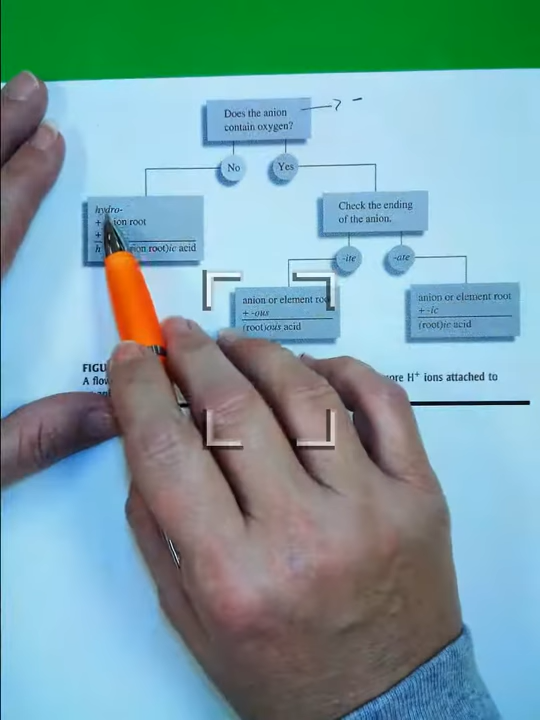 Does the anion
contain oxygen?
No
Yes
hydro-
ion root
+
h
ion root)ic acid
Check the ending
of the anion.
-ite
-ate
anion or element root
+ -ous
(root)ous acid
anion or element root
+ -ic
(root)ic acid
FIGU
A flow
ore H⁺ ions attached to